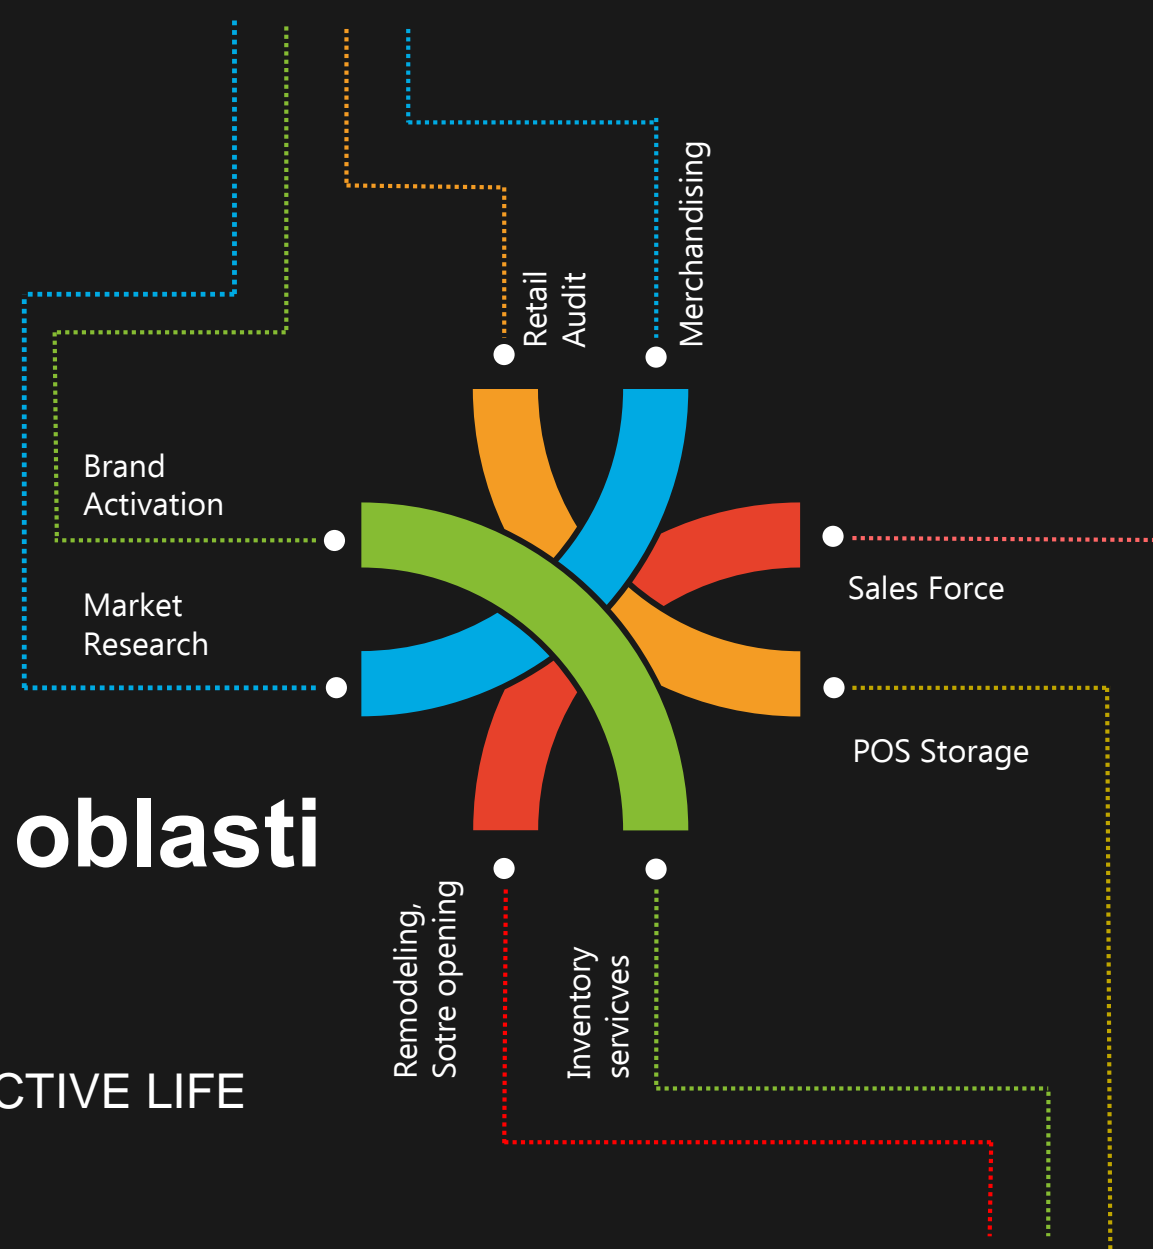 Merchandising
Retail
Audit
Brand
Activation
Sales Force
Market
Research
POS Storage
oblasti
Remodeling,
Sotre opening
Inventory
servicves
CTIVE LIFE